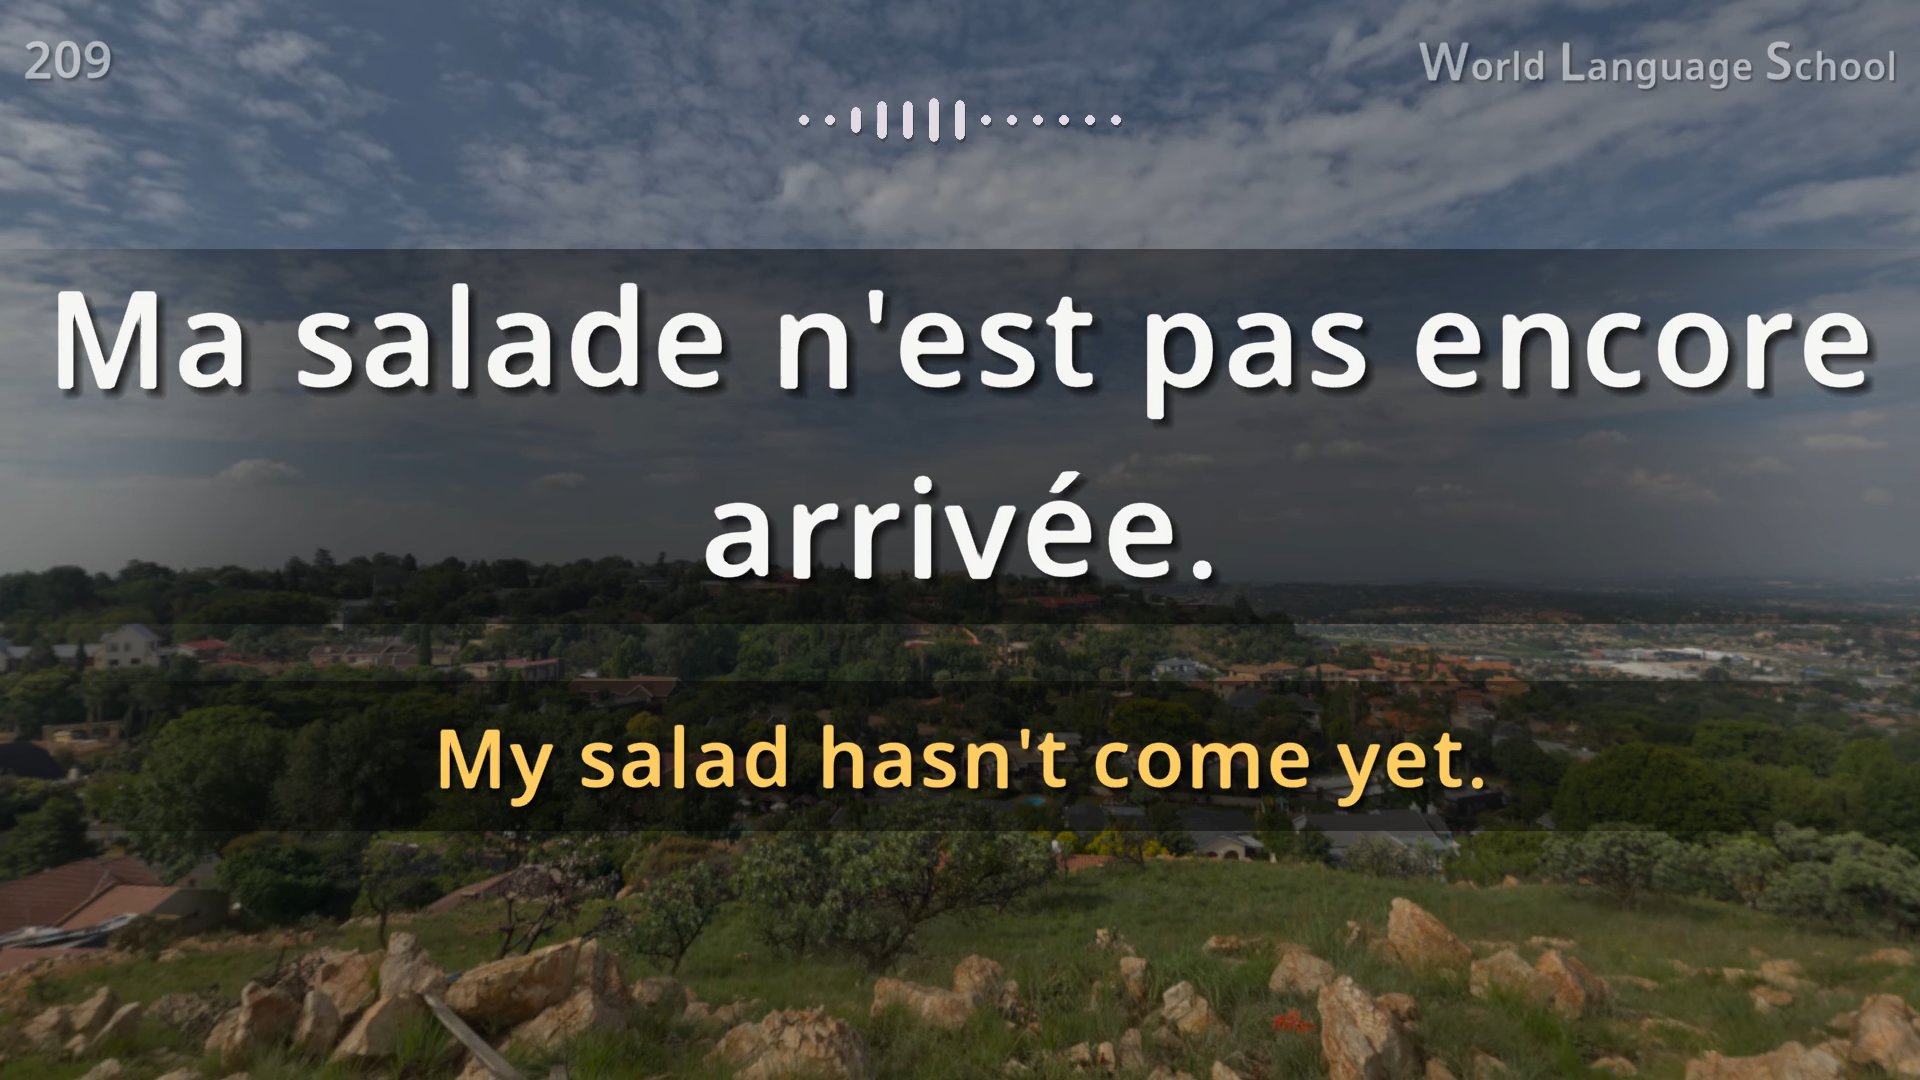 209
World Language School
Ma salade n'est pas encore
arrivée.
My salad hasn't come yet.